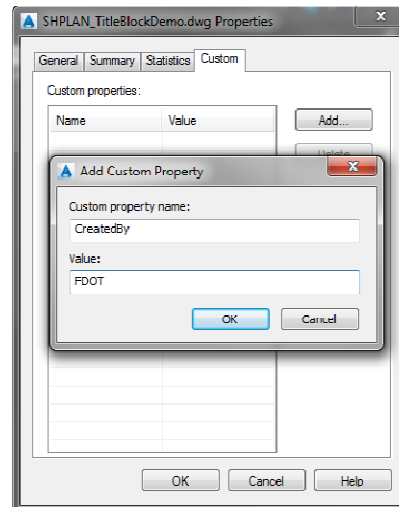 SHPLAN_TitleBlockDemo.dwg Properties
General Summary Statistics Custom
Custom properties:
Name Value Add...
Delete
Add Custom Property
Custom property name:
CreatedBy
Value:
FDOT
OK Cancel
OK Cancel Help